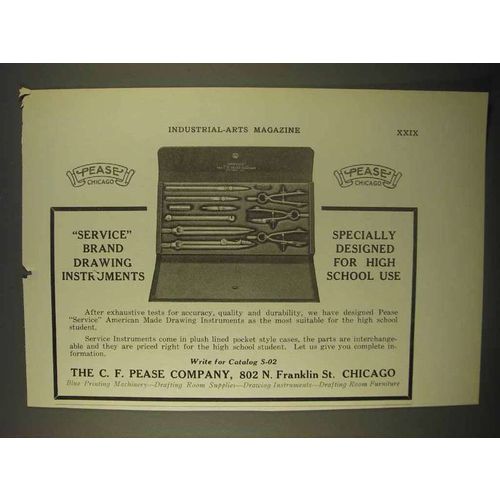 INDUSTRIAL-ARTS MAGAZINE
XXIX
PEASE
CHICAGO
PEASE
CHICAGO
"SERVICE"
BRAND
DRAWING
INSTRUMENTS
SPECIALLY
DESIGNED
FOR HIGH
SCHOOL USE
After exhaustive tests for accuracy, quality and durability, we have designed Pease
"Service" American Made Drawing Instruments as the most suitable for the high school
student.
Service Instruments come in plush lined pocket style cases, the parts are interchange-
able and they are priced right for the high school student. Let us give you complete in-
formation.
Write for Catalog S-02
THE C. F. PEASE COMPANY, 802 N. Franklin St. CHICAGO
Blue Printing Machinery—Drafting Room Supplies—Drawing Instruments—Drafting Room Furniture